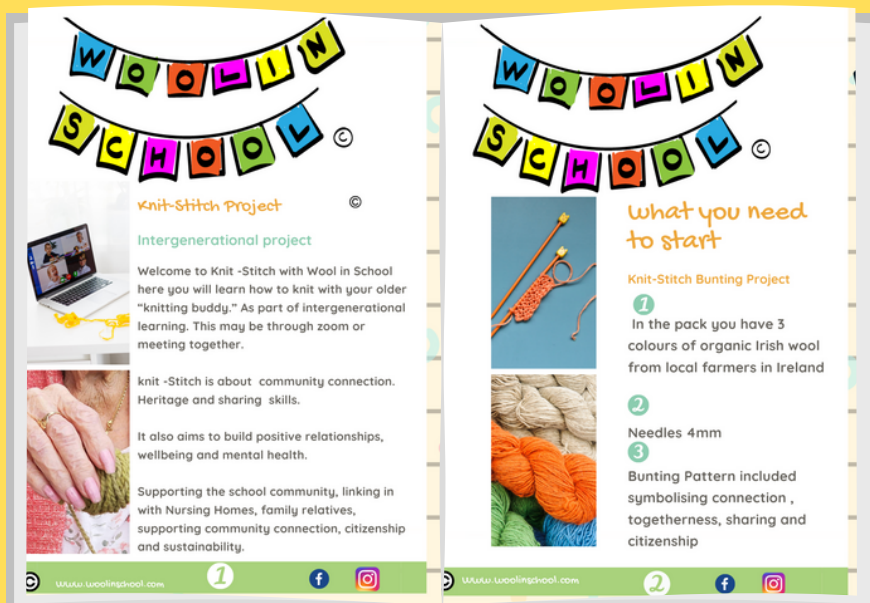 WOOL IN
SCHOOL ©
Knit-Stitch Project ©
Intergenerational project
Welcome to Knit -Stitch with Wool in School
here you will learn how to knit with your older
“knitting buddy.” As part of intergenerational
learning. This may be through zoom or
meeting together.
knit -Stitch is about community connection.
Heritage and sharing skills.
It also aims to build positive relationships,
wellbeing and mental health.
Supporting the school community, linking in
with Nursing Homes, family relatives,
supporting community connection, citizenship
and sustainability.
© www.woolinschool.com 1
WOOL IN
SCHOOL ©
What you need
to start
Knit-Stitch Bunting Project
1
In the pack you have 3
colours of organic Irish wool
from local farmers in Ireland
2
Needles 4mm
3
Bunting Pattern included
symbolising connection ,
togetherness, sharing and
citizenship
© www.woolinschool.com 2